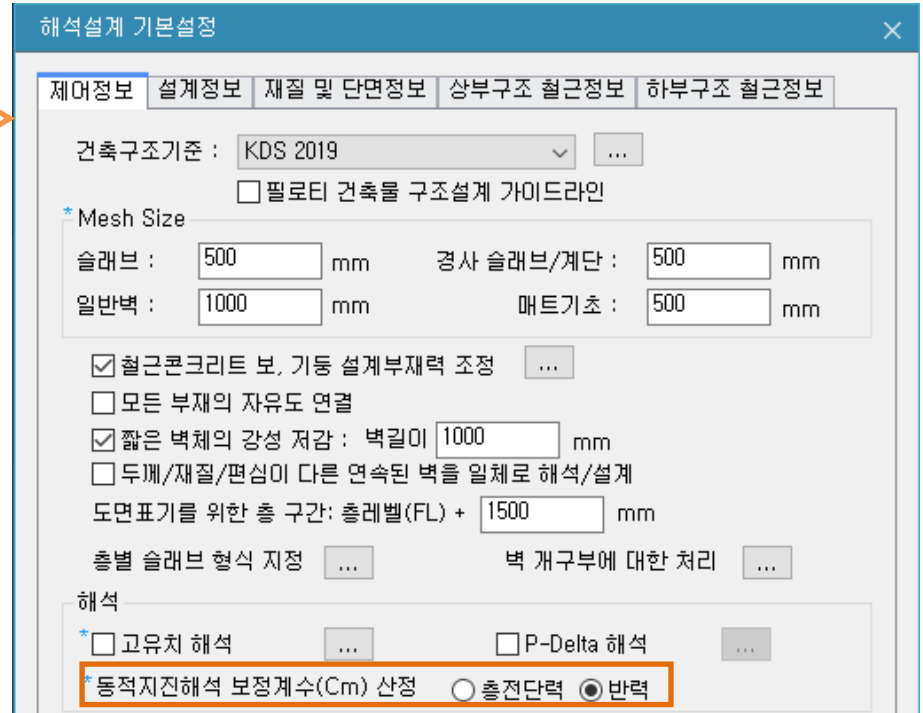 해석설계 기본설정
제어정보 설계정보 재질 및 단면정보 상부구조 철근정보 하부구조 철근정보
건축구조기준 : KDS 2019 ...
필로티 건축물 구조설계 가이드라인
* Mesh Size
슬래브 : 500 mm 경사 슬래브/계단 : 500 mm
일반벽 : 1000 mm 매트기초 : 500 mm
철근콘크리트 보, 기둥 설계부재력 조정 ...
모든 부재의 자유도 연결
짧은 벽체의 강성 저감 : 벽길이 1000 mm
두께/재질/편심이 다른 연속된 벽을 일체로 해석/설계
도면표기를 위한 층 구간: 층레벨(FL) + 1500 mm
층별 슬래브 형식 지정 ... 벽 개구부에 대한 처리 ...
해석
* 고유치 해석 ... P-Delta 해석 ...
* 동적지진해석 보정계수(Cm) 산정 층전단력 반력